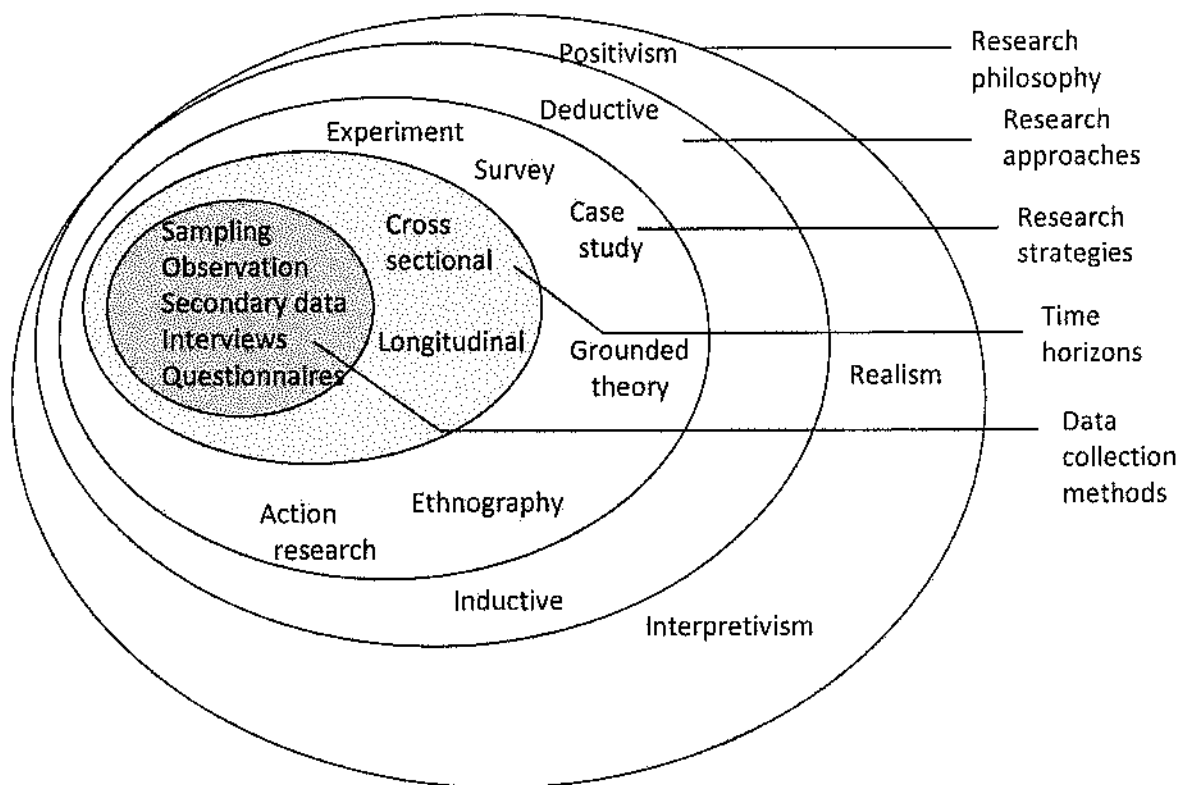 Positivism
Research
philosophy
Deductive
Research
approaches
Experiment
Survey
Case
study
Research
strategies
Cross
sectional
Sampling
Observation
Secondary data
Interviews
Questionnaires
Longitudinal
Grounded
theory
Time
horizons
Realism
Data
collection
methods
Ethnography
Action
research
Inductive
Interpretivism